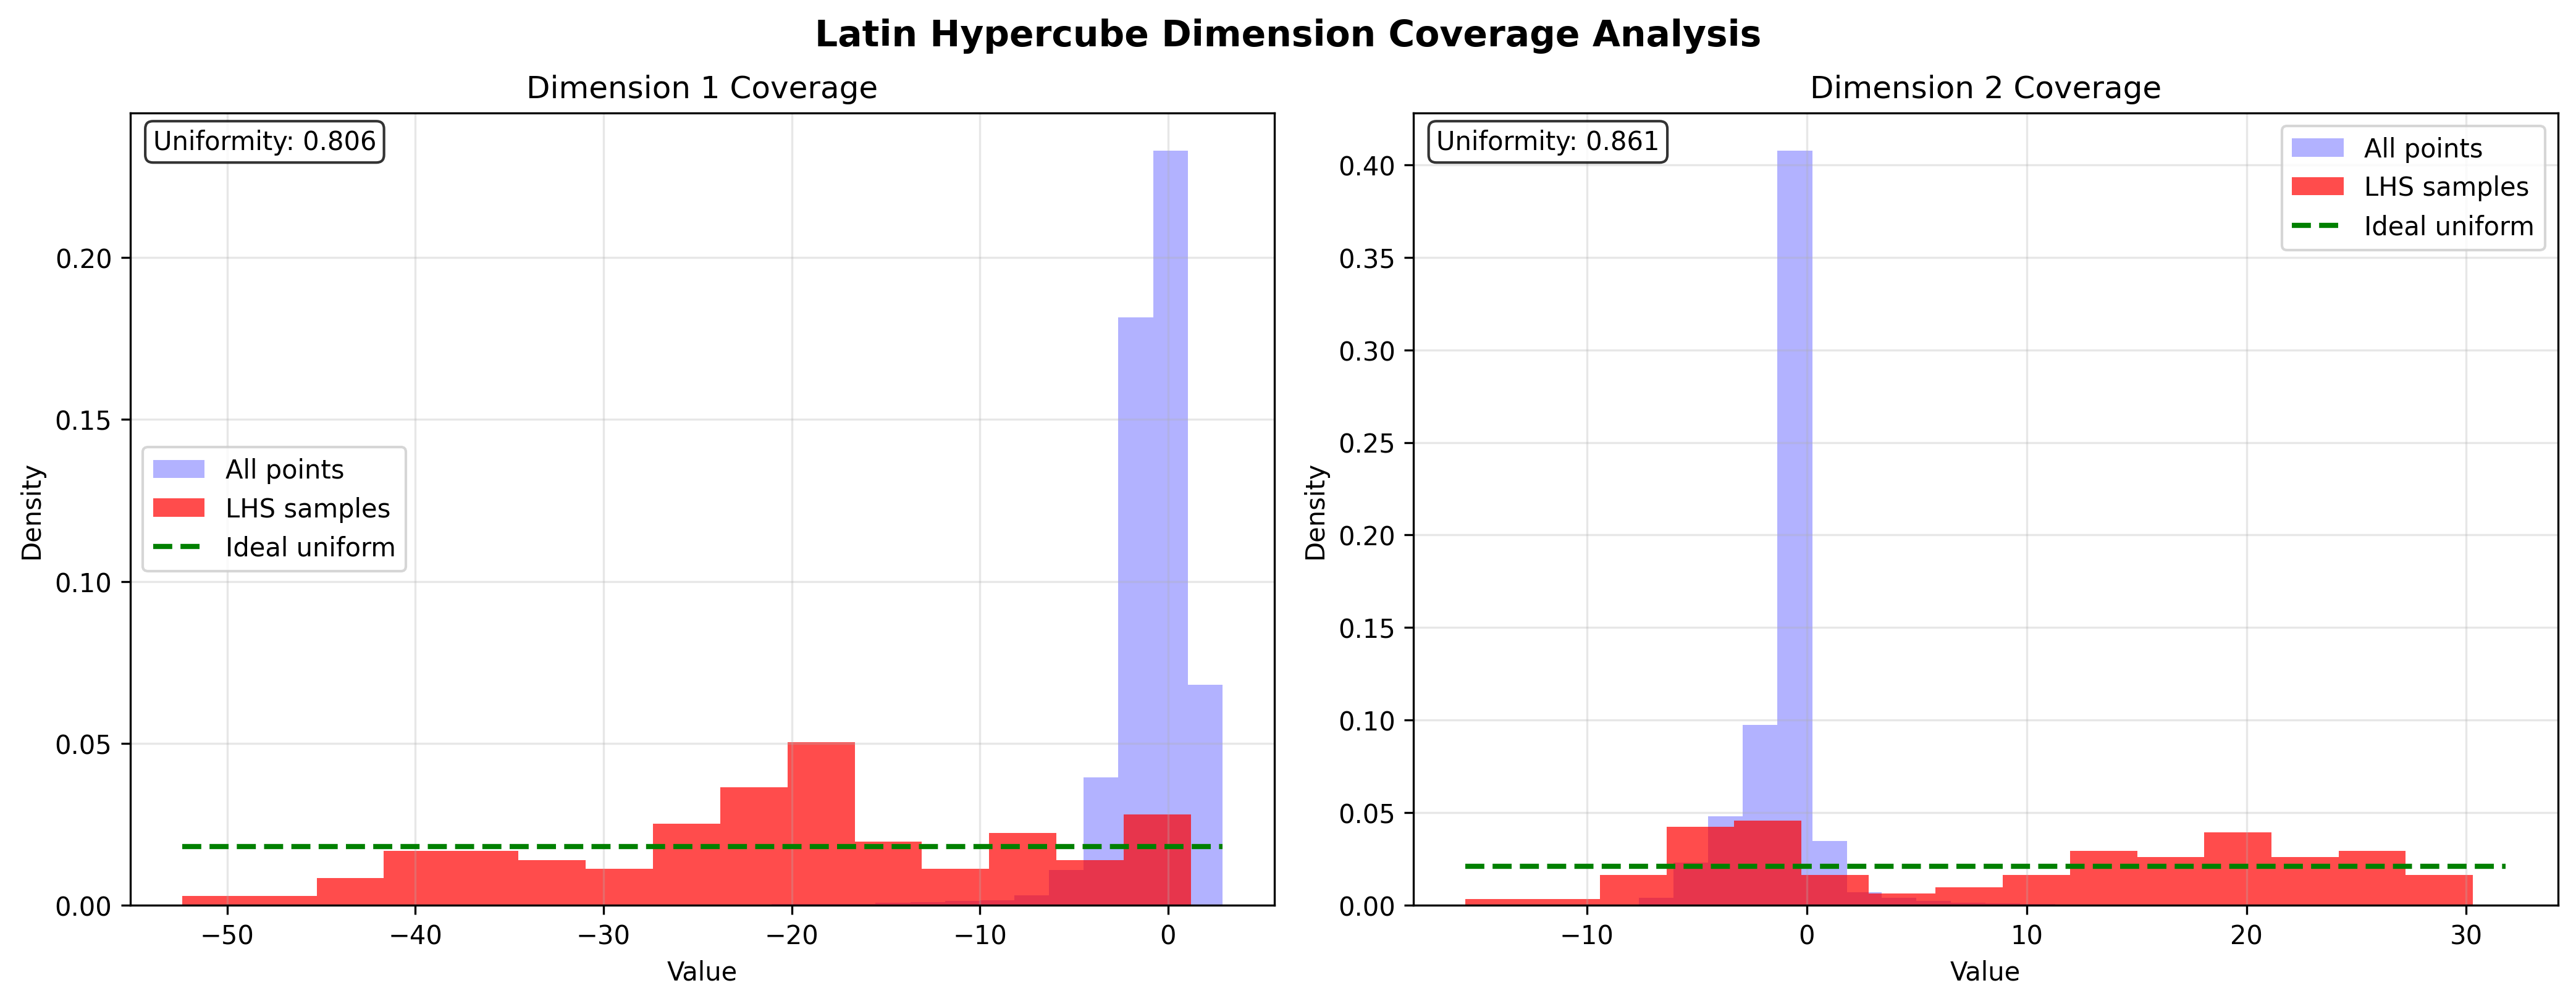 Latin Hypercube Dimension Coverage Analysis
Dimension 1 Coverage
Uniformity: 0.806
0.20
0.15
0.10
0.05
0.00
Density
All points
LHS samples
Ideal uniform
−50
−40
−30
−20
−10
0
Value
Dimension 2 Coverage
Uniformity: 0.861
All points
LHS samples
Ideal uniform
0.40
0.35
0.30
0.25
0.20
0.15
0.10
0.05
0.00
Density
−10
0
10
20
30
Value